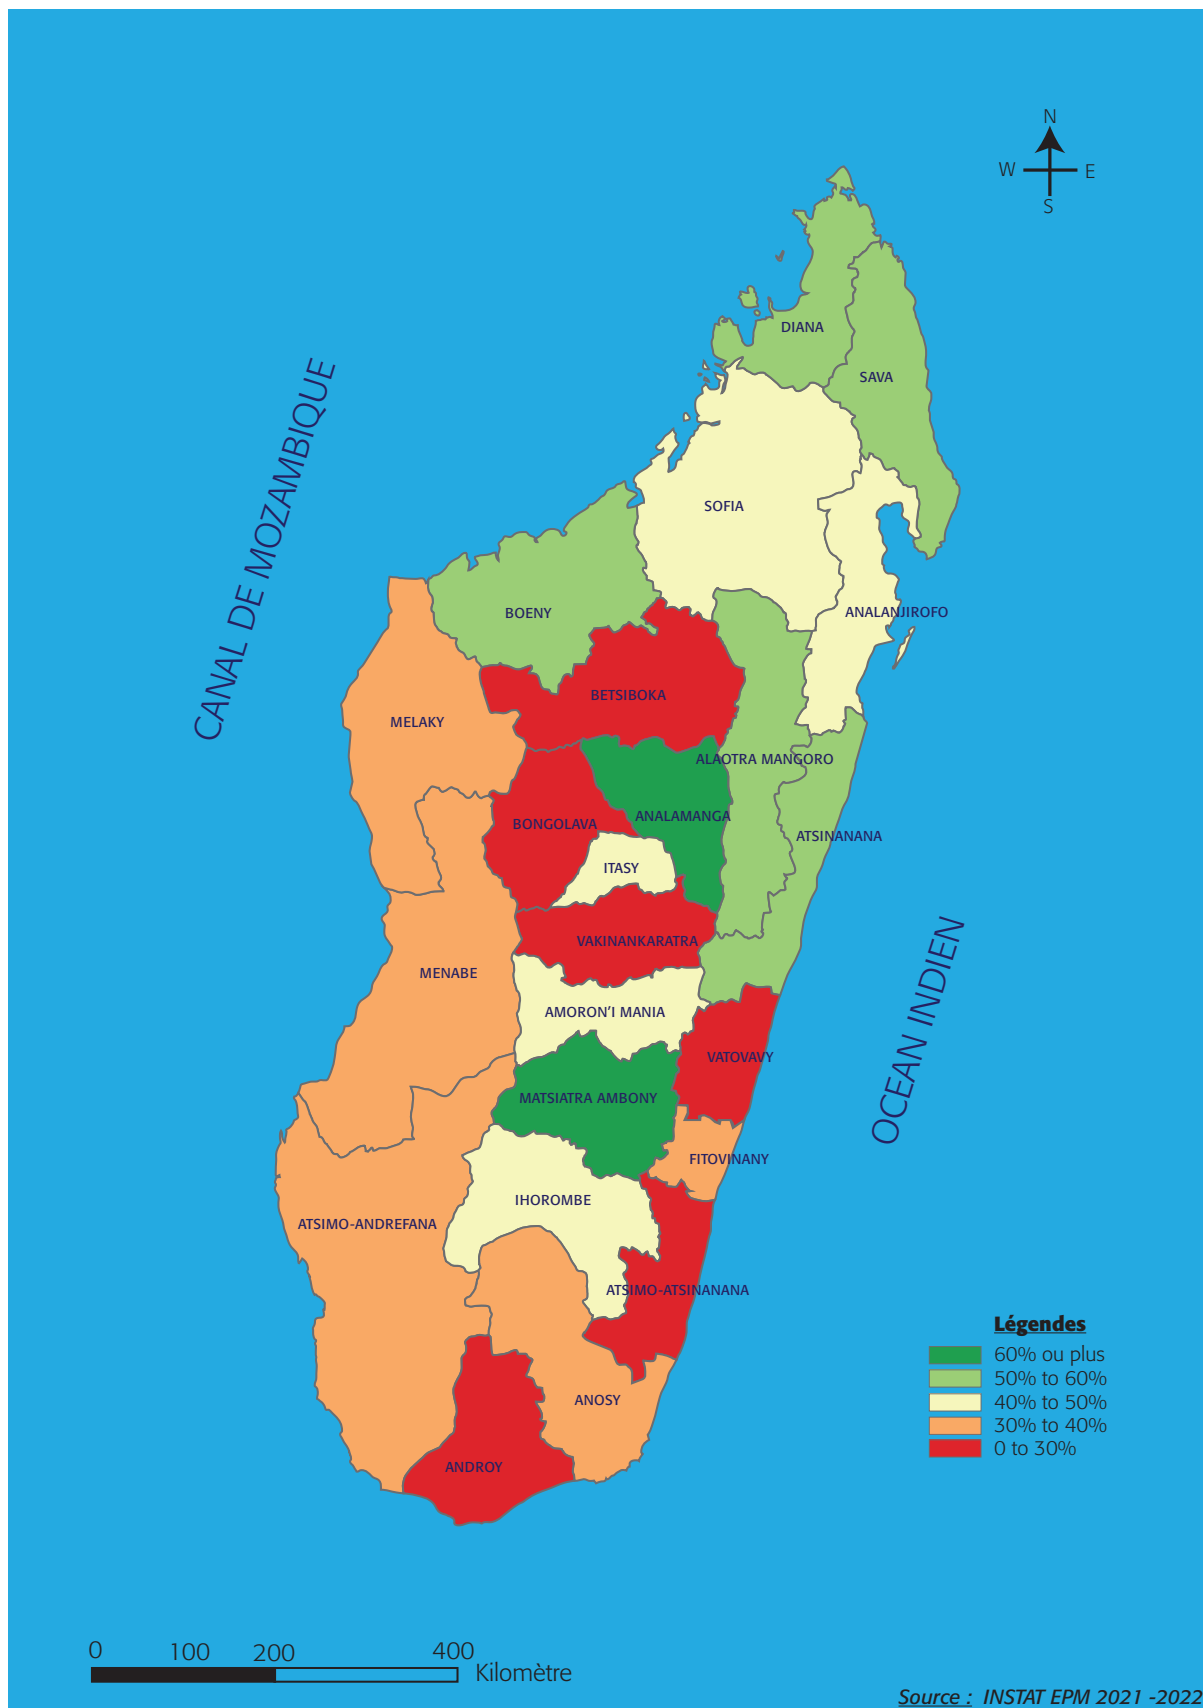 N
W E
S
DIANA
SAVA
CANAL DE MOZAMBIQUE
SOFIA
BOENY
ANALANJIROFO
BETSIBOKA
MELAKY
ALAOTRA MANGORO
ANALAMANGA
BONGOLAVA
ATSINANANA
ITASY
VAKINANKARATRA
MENABE
AMORON'I MANIA
OCEAN INDIEN
VATOVAVY
MATSIATRA AMBONY
FITOVINANY
IHOROMBE
ATSIMO-ANDREFANA
ATSIMO-ATSINANANA
ANOSY
ANDROY
Légendes
60% ou plus
50% to 60%
40% to 50%
30% to 40%
0 to 30%
0 100 200 400
Kilomètre
Source : INSTAT EPM 2021 -2022